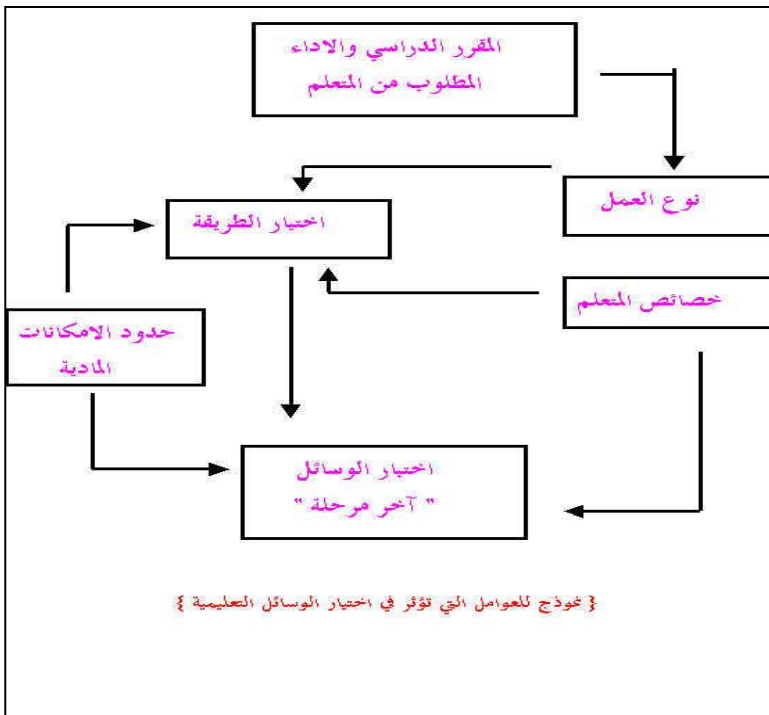 المقرر الدراسي والاداء
المطلوب من المتعلم
نوع العمل
اختيار الطريقة
خصائص المتعلم
حدود الامكانات
المادية
اختبار الوسائل
" آخر مرحلة "
{ نموذج للعوامل التي تؤثر في اختيار الوسائل التعليمية }